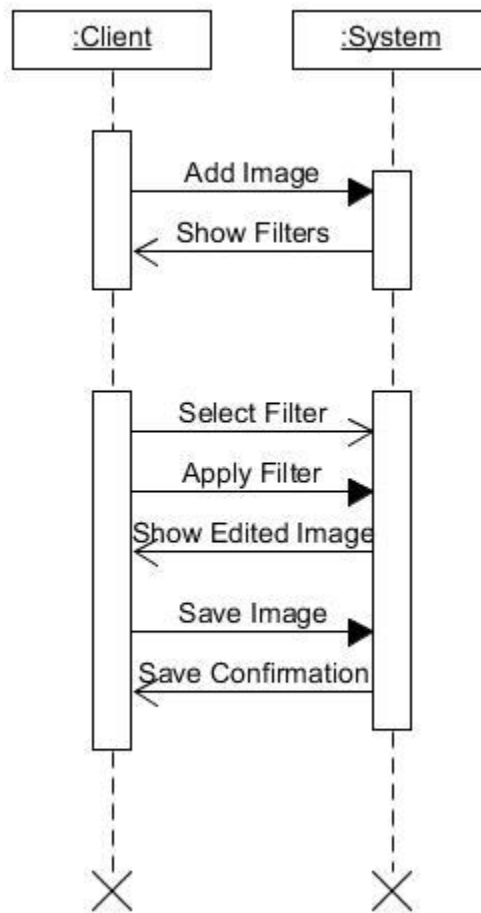 :Client
:System
Add Image
Show Filters
Select Filter
Apply Filter
Show Edited Image
Save Image
Save Confirmation